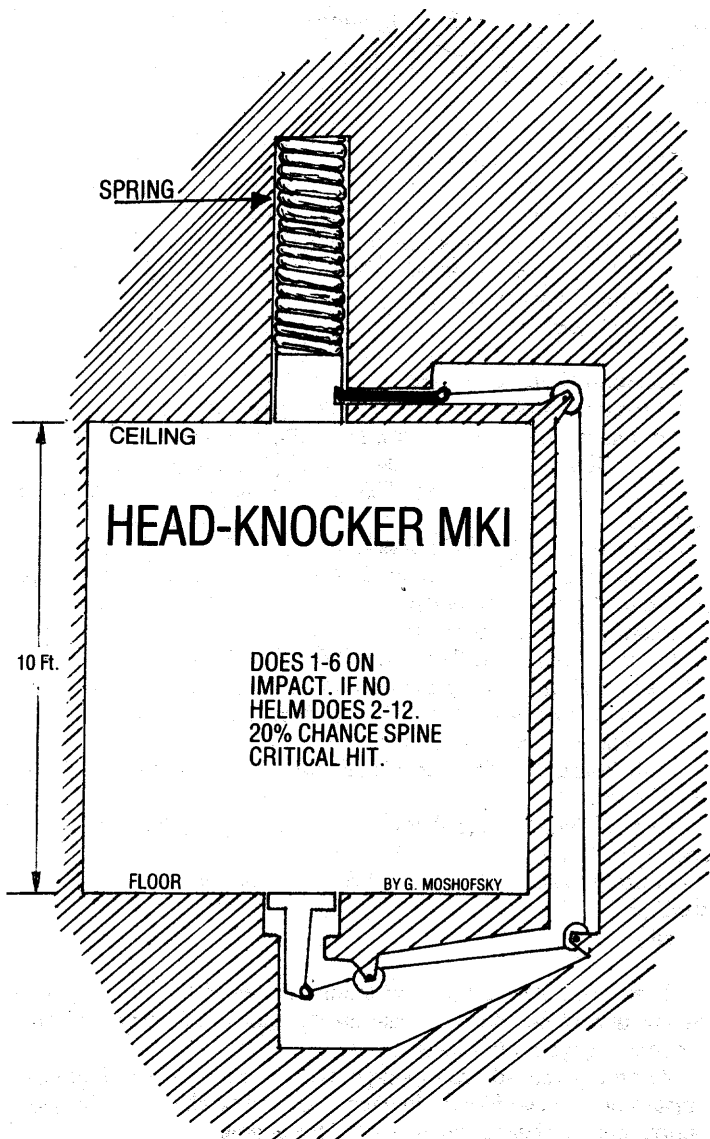 SPRING
CEILING
HEAD-KNOCKER MKI
10 Ft.
DOES 1-6 ON
IMPACT. IF NO
HELM DOES 2-12.
20% CHANCE SPINE
CRITICAL HIT.
FLOOR
BY G. MOSHOFSKY